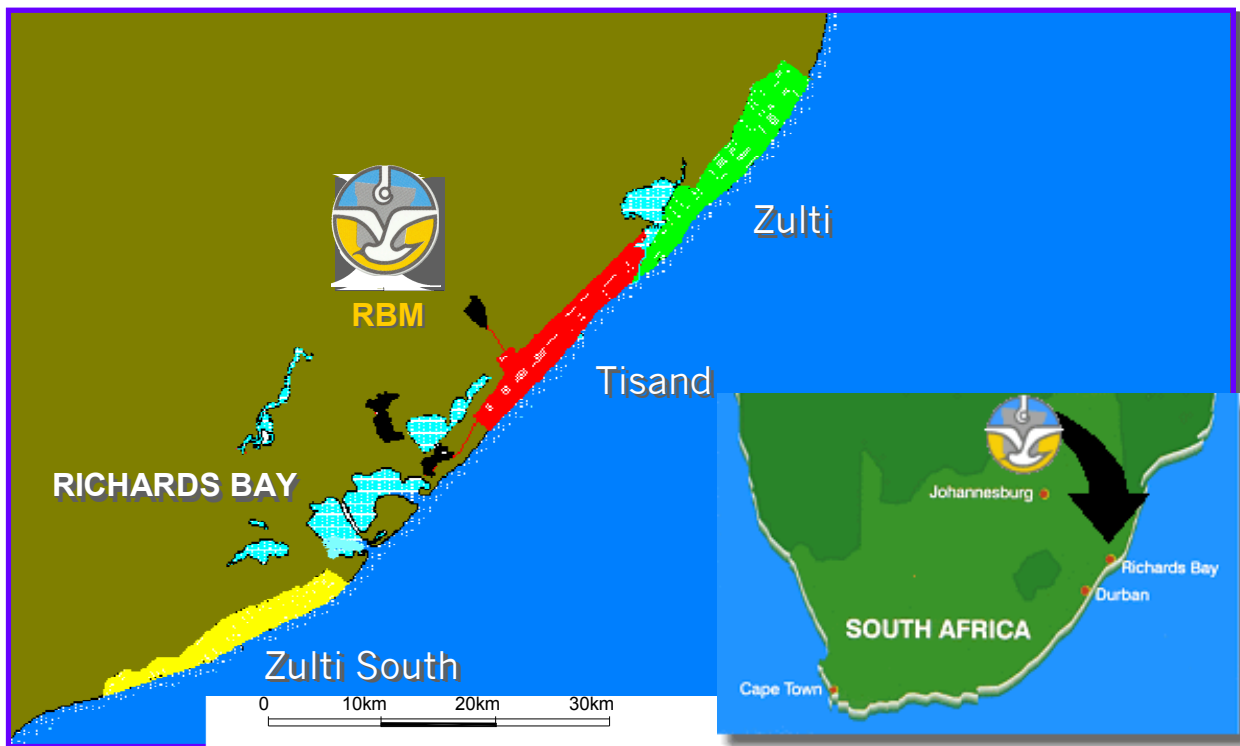 Zulti
RBM
Tisand
RICHARDS BAY
Zulti South
0 10km 20km 30km
Johannesburg
Richards Bay
Durban
SOUTH AFRICA
Cape Town